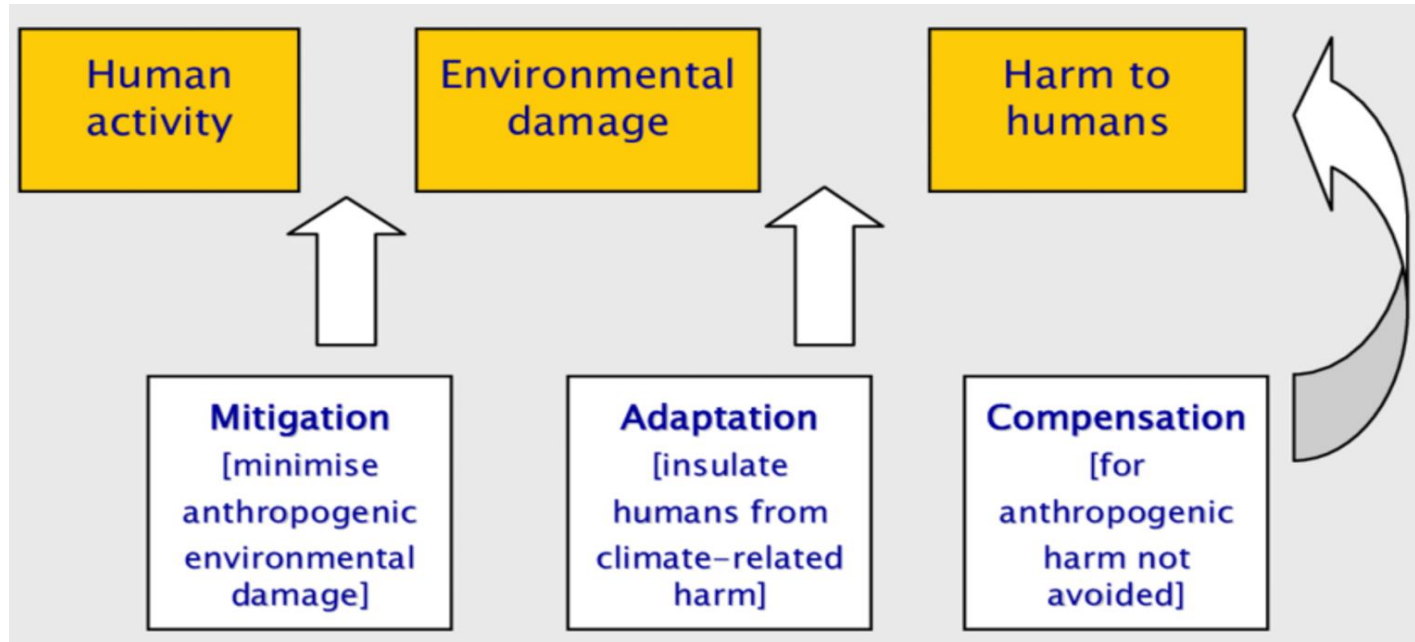 Human
activity
Environmental
damage
Harm to
humans
Mitigation
[minimise
anthropogenic
environmental
damage]
Adaptation
[insulate
humans from
climate-related
harm]
Compensation
[for
anthropogenic
harm not
avoided]